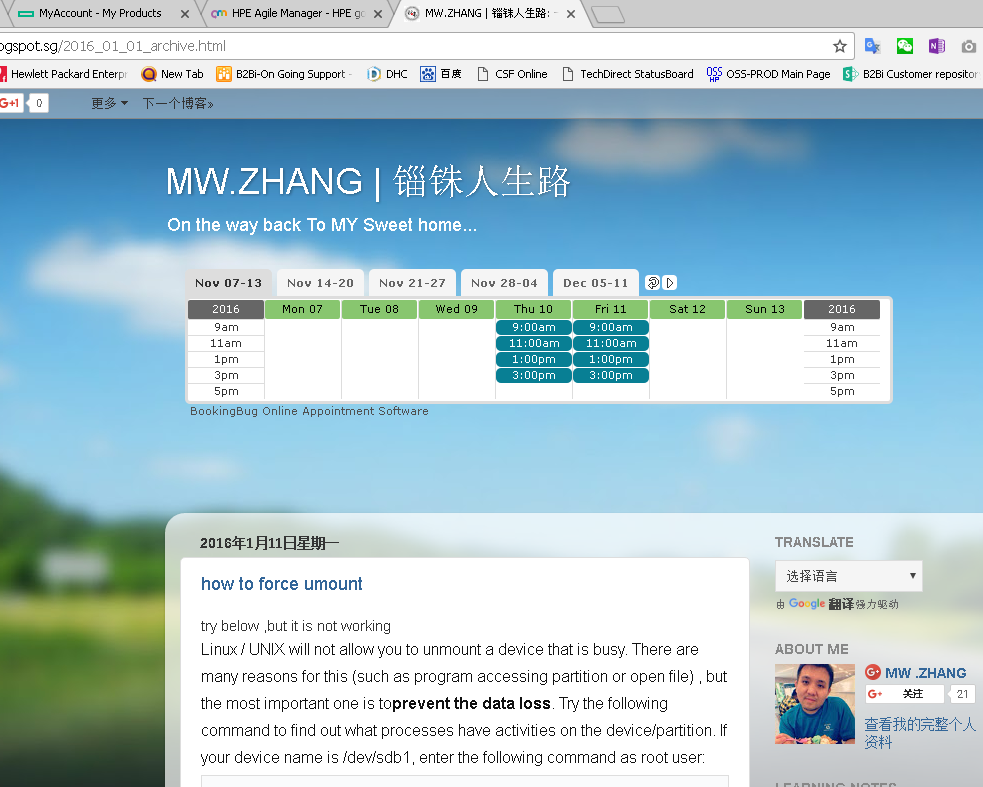 MyAccount - My Products
HPE Agile Manager - HPE go
MW.ZHANG | 锱铢人生路: -
ogspot.sg/2016_01_01_archive.html
Hewlett Packard Enterpr
New Tab
B2Bi-On Going Support -
DHC
百度
CSF Online
TechDirect StatusBoard
OSS-PROD Main Page
B2Bi Customer repositor
G+1 0 更多 下一个博客»
MW.ZHANG | 锱铢人生路
On the way back To MY Sweet home...
Nov 07-13 Nov 14-20 Nov 21-27 Nov 28-04 Dec 05-11
2016 Mon 07 Tue 08 Wed 09 Thu 10 Fri 11 Sat 12 Sun 13 2016
9am 9:00am 9:00am 9am
11am 11:00am 11:00am 11am
1pm 1:00pm 1:00pm 1pm
3pm 3:00pm 3:00pm 3pm
5pm 5pm
BookingBug Online Appointment Software
2016年1月11日星期一
how to force umount
try below ,but it is not working
Linux / UNIX will not allow you to unmount a device that is busy. There are
many reasons for this (such as program accessing partition or open file) , but
the most important one is toprevent the data loss. Try the following
command to find out what processes have activities on the device/partition. If
your device name is /dev/sdb1, enter the following command as root user:
TRANSLATE
选择语言
由 Google 翻译强力驱动
ABOUT ME
MW .ZHANG
关注 21
查看我的完整个人
资料
LEARNING NOTES